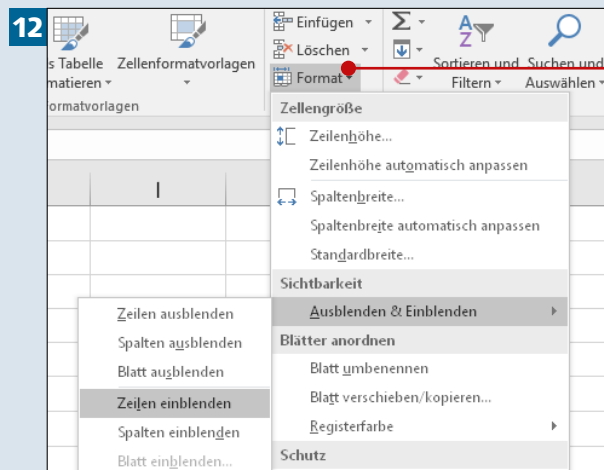 12
Einfügen
Löschen
Format
s Tabelle
matieren
Zellenformatvorlagen
ormatvorlagen
Sortieren und
Filtern
Suchen und
Auswählen
Zellengröße
Zeilenhöhe...
Zeilenhöhe automatisch anpassen
Spaltenbreite...
Spaltenbreite automatisch anpassen
Standardbreite...
Sichtbarkeit
Ausblenden & Einblenden
Blätter anordnen
Blatt umbenennen
Blatt verschieben/kopieren...
Registerfarbe
Schutz
I
Zeilen ausblenden
Spalten ausblenden
Blatt ausblenden
Zeilen einblenden
Spalten einblenden
Blatt einblenden...